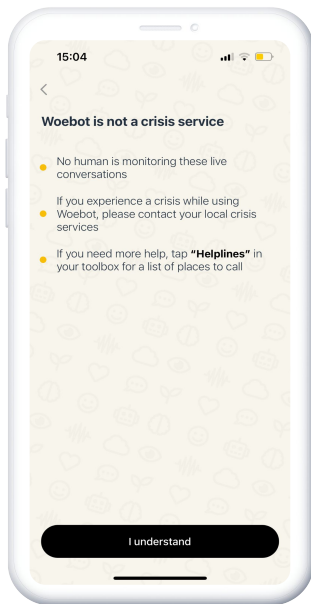 15:04
Woebot is not a crisis service
No human is monitoring these live
conversations
If you experience a crisis while using
Woebot, please contact your local crisis
services
If you need more help, tap “Helplines” in
your toolbox for a list of places to call
I understand